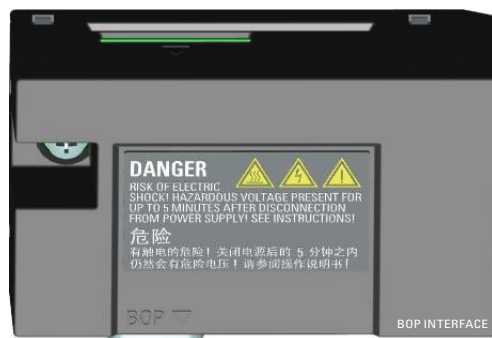 DANGER
RISK OF ELECTRIC
SHOCK! HAZARDOUS VOLTAGE PRESENT FOR
UP TO 5 MINUTES AFTER DISCONNECTION
FROM POWER SUPPLY! SEE INSTRUCTIONS!
危险
有触电的危险！关闭电源后的 5 分钟之内
仍然会有危险电压！请参阅操作说明书！
BOP
BOP INTERFACE